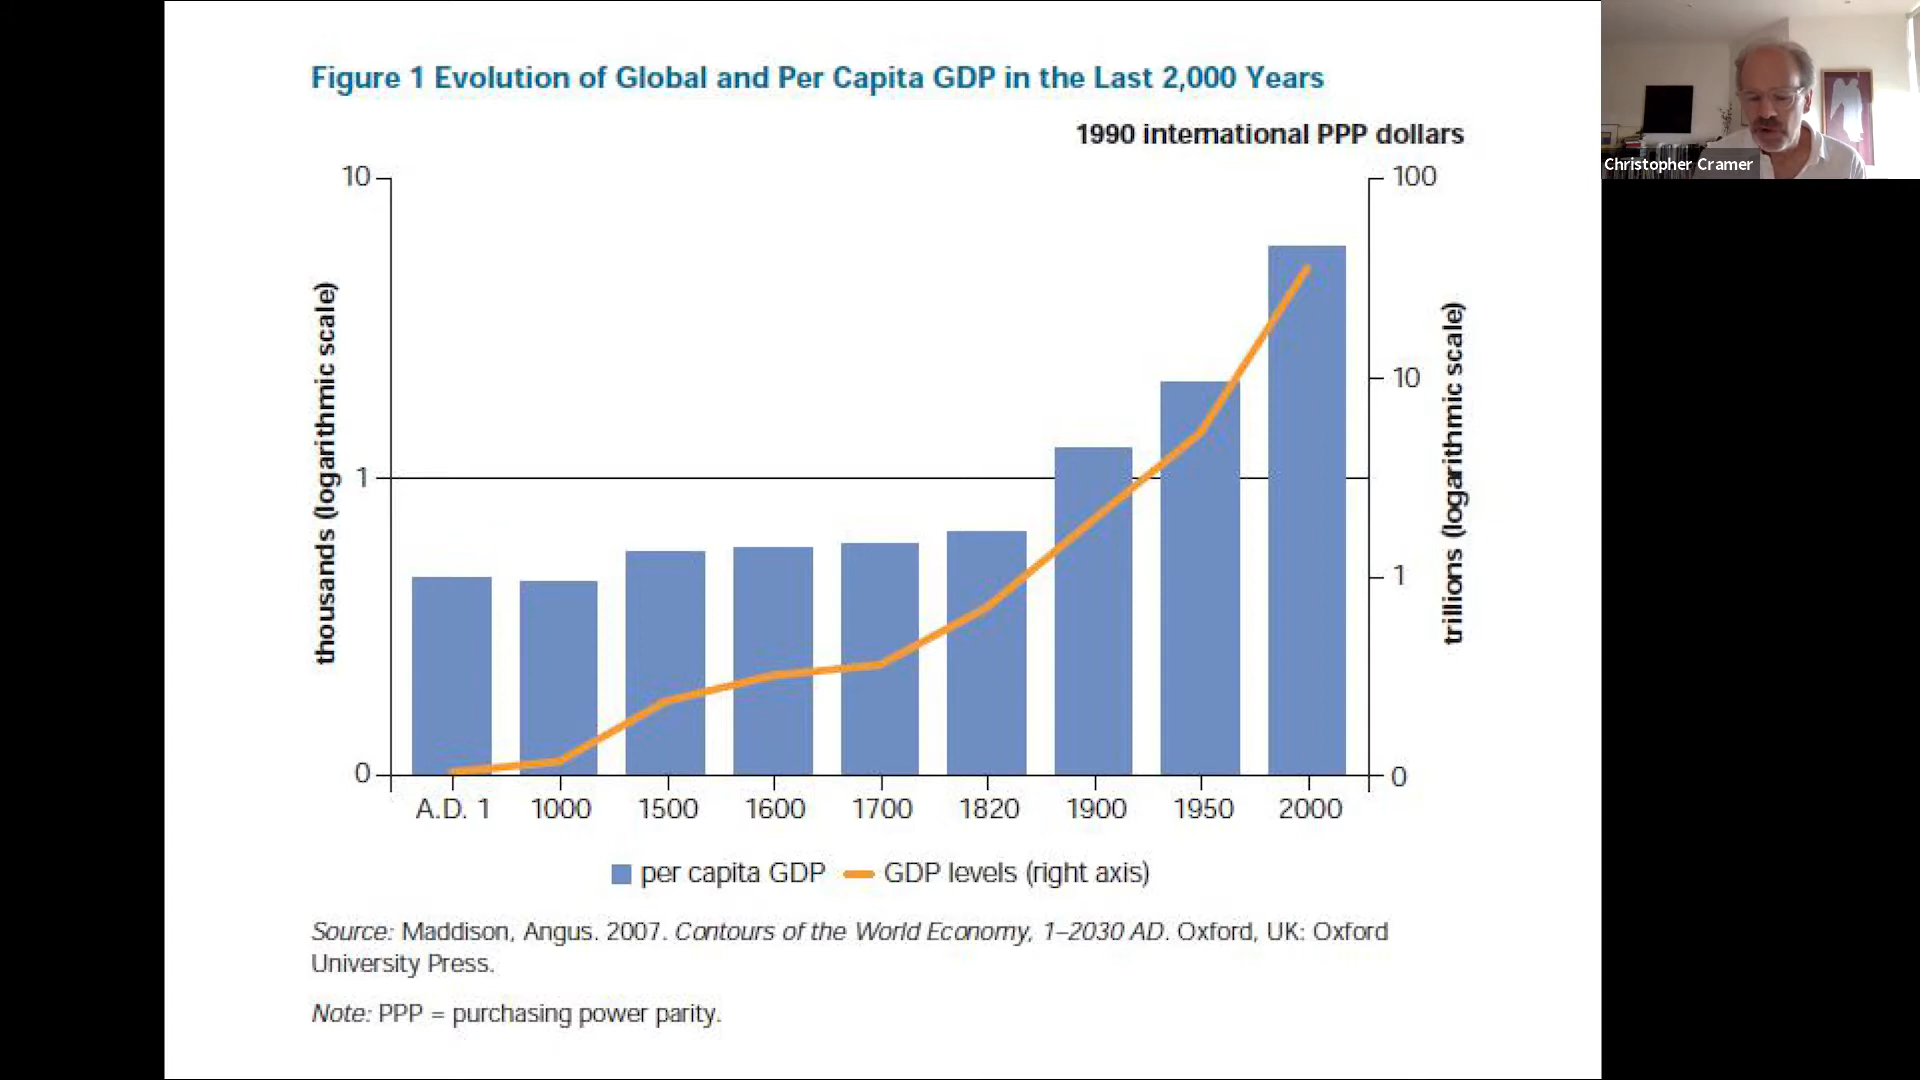 Figure 1 Evolution of Global and Per Capita GDP in the Last 2,000 Years
1990 international PPP dollars
10
1
0
thousands (logarithmic scale)
100
10
1
0
trillions (logarithmic scale)
A.D. 1 1000 1500 1600 1700 1820 1900 1950 2000
per capita GDP GDP levels (right axis)
Source: Maddison, Angus. 2007. Contours of the World Economy, 1–2030 AD. Oxford, UK: Oxford
University Press.
Note: PPP = purchasing power parity.
Christopher Cramer